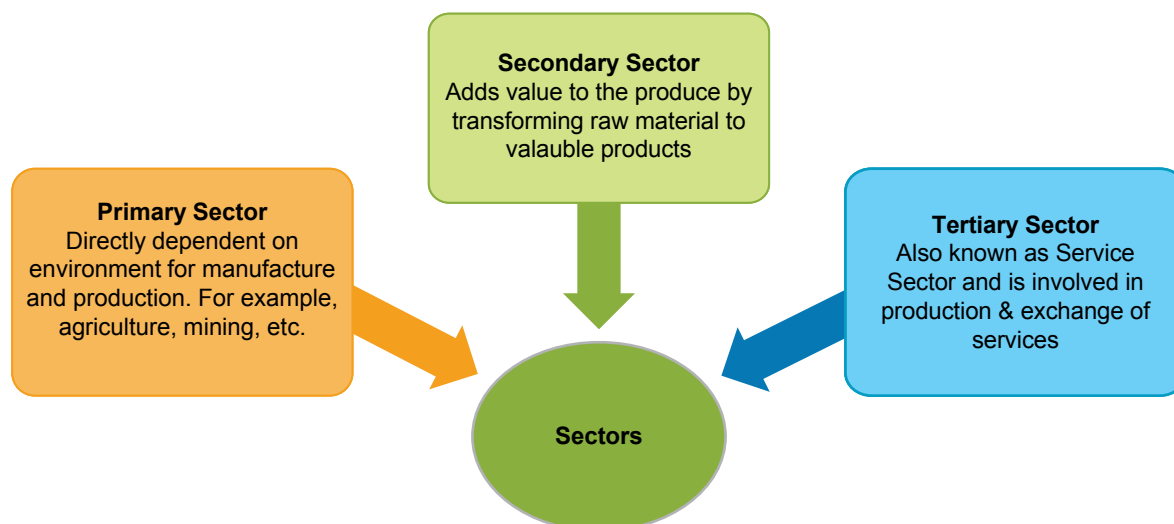 Secondary Sector
Adds value to the produce by
transforming raw material to
valauble products
Primary Sector
Directly dependent on
environment for manufacture
and production. For example,
agriculture, mining, etc.
Tertiary Sector
Also known as Service
Sector and is involved in
production & exchange of
services
Sectors